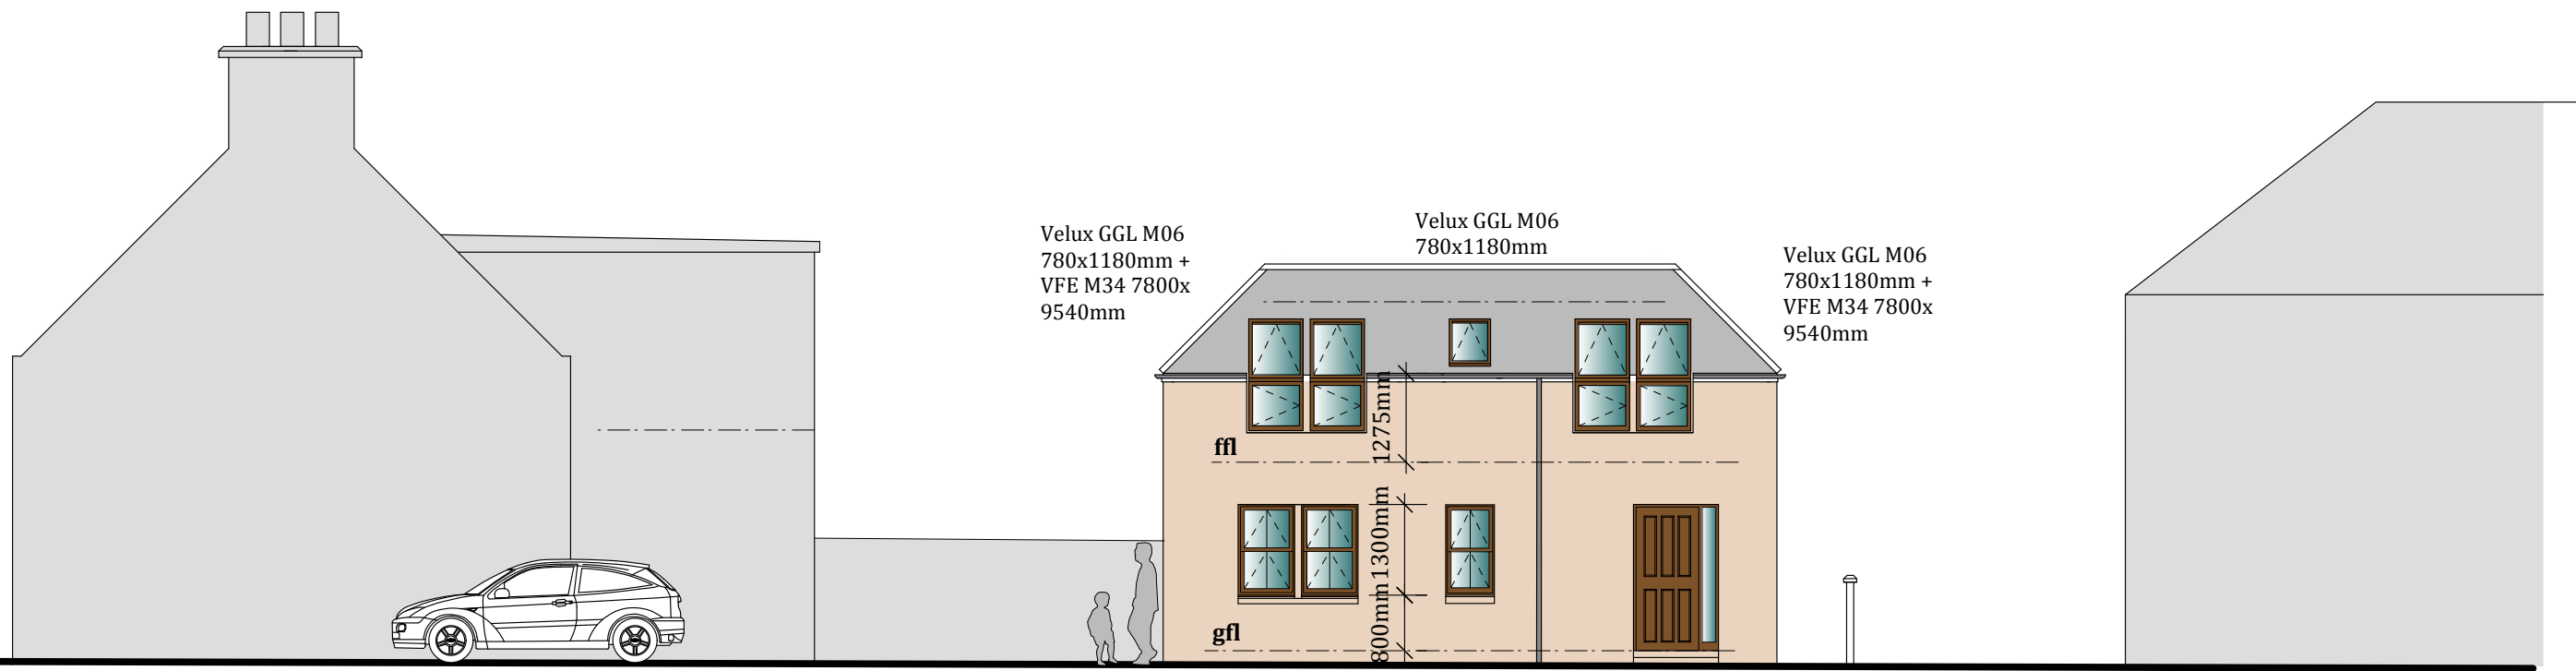 Velux GGL M06
780x1180mm +
VFE M34 7800x
9540mm
Velux GGL M06
780x1180mm
Velux GGL M06
780x1180mm +
VFE M34 7800x
9540mm
1275mm
ffl
1300mm
800mm
gfl